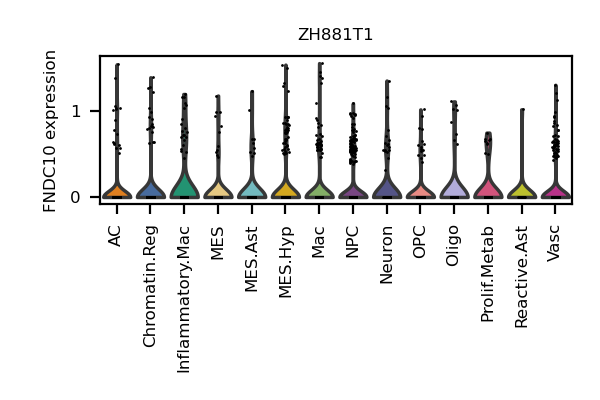 ZH881T1
FNDC10 expression
1
0
AC
Chromatin.Reg
Inflammatory.Mac
MES
MES.Ast
MES.Hyp
Mac
NPC
Neuron
OPC
Oligo
Prolif.Metab
Reactive.Ast
Vasc